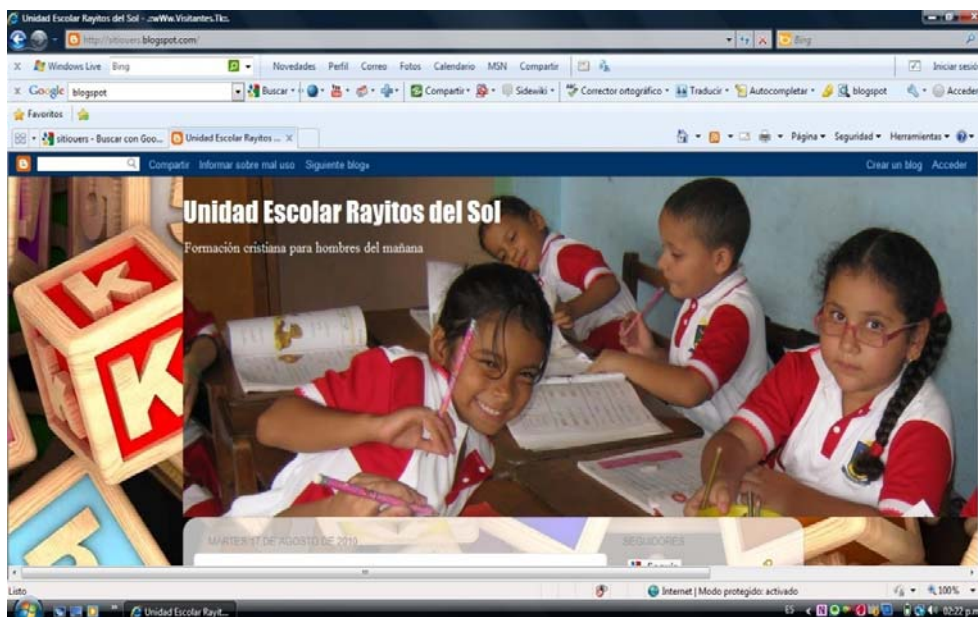 Unidad Escolar Rayitos del Sol - .:wWw.Visitantes.Tk:.
http://sitiouers.blogspot.com/
Bing
X Windows Live Bing Novedades Perfil Correo Fotos Calendario MSN Compartir Iniciar sesió
x Google blogspot Buscar Compartir Sidewiki Corrector ortográfico Traducir Autocompletar blogspot Acceder
Favoritos
sitiouers - Buscar con Goo... Unidad Escolar Rayitos ... X Página Seguridad Herramientas
Compartir Informar sobre mal uso Siguiente blog» Crear un blog Acceder
Unidad Escolar Rayitos del Sol
Formación cristiana para hombres del mañana
K
K
MARTES 17 DE AGOSTO DE 2010
SEGUIDORES
Listo Internet | Modo protegido: activado 100%
Unidad Escolar Rayit... ES 02:22 p.m